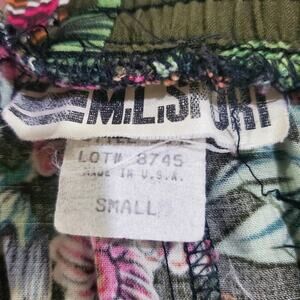 M.L.SPORT
LOT# 8745
MADE IN U.S.A.
SMALL